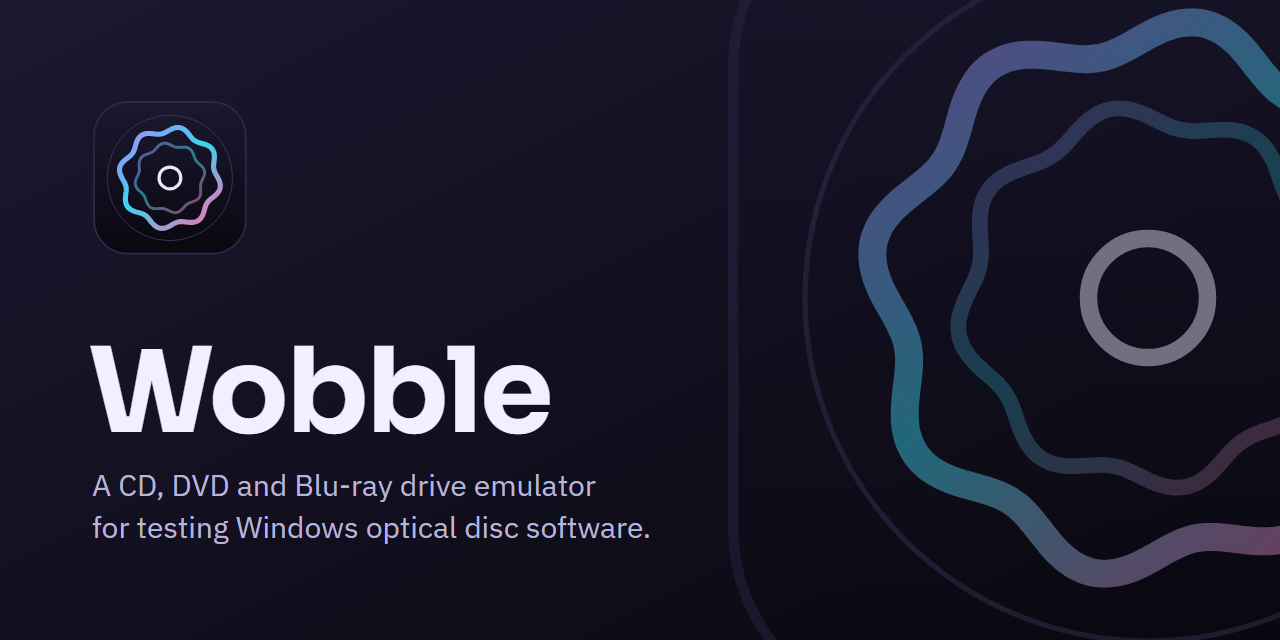 Wobble
A CD, DVD and Blu-ray drive emulator
for testing Windows optical disc software.